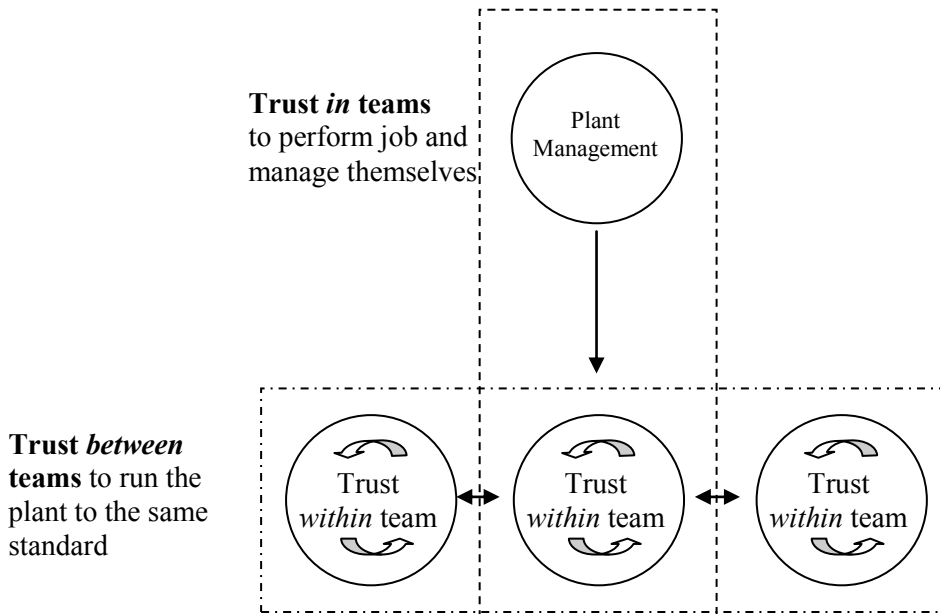 Trust in teams
to perform job and
manage themselves
Plant
Management
Trust between
teams to run the
plant to the same
standard
Trust
within team
Trust
within team
Trust
within team